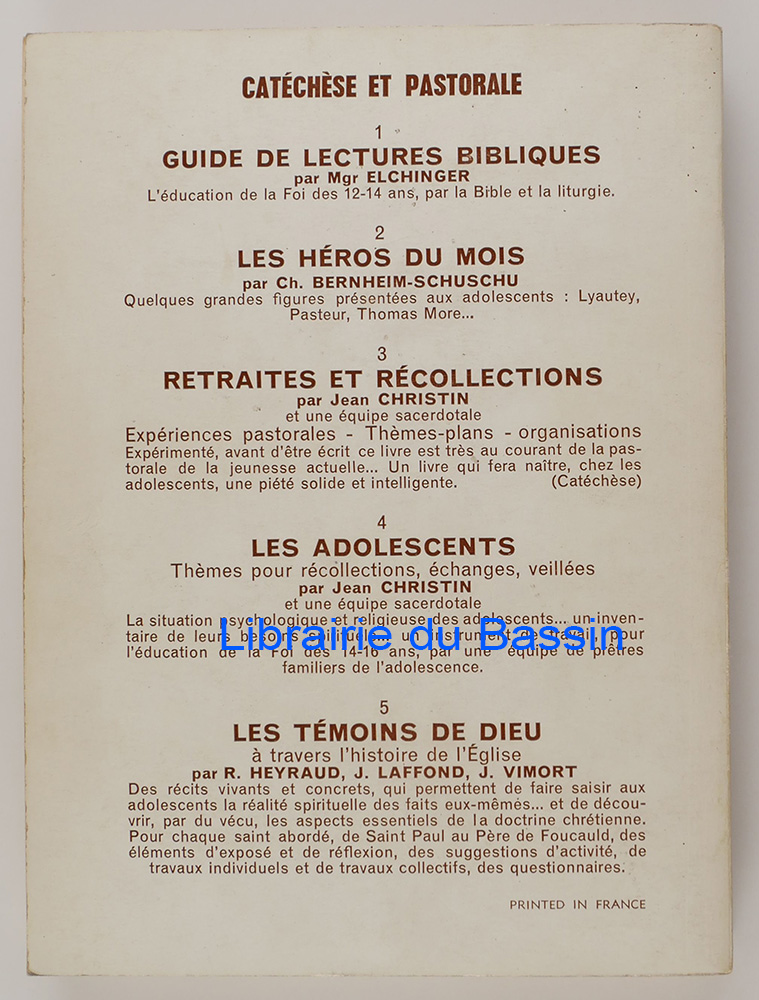 CATÉCHÈSE ET PASTORALE
1
GUIDE DE LECTURES BIBLIQUES
par Mgr ELCHINGER
L'éducation de la Foi des 12-14 ans, par la Bible et la liturgie.
2
LES HÉROS DU MOIS
par Ch. BERNHEIM-SCHUSCHU
Quelques grandes figures présentées aux adolescents : Lyautey,
Pasteur, Thomas More...
3
RETRAITES ET RÉCOLLECTIONS
par Jean CHRISTIN
et une équipe sacerdotale
Expériences pastorales - Thèmes-plans - organisations
Expérimenté, avant d'être écrit ce livre est très au courant de la pas-
torale de la jeunesse actuelle... Un livre qui fera naître, chez les
adolescents, une piété solide et intelligente. (Catéchèse)
4
LES ADOLESCENTS
Thèmes pour récollections, échanges, veillées
par Jean CHRISTIN
et une équipe sacerdotale
La situation psychologique et religieuse des adolescents... un inven-
taire de leurs besoins spirituels... un instrument de travail pour
Librairie du Bassin
l'éducation de la Foi des 14-16 ans, par une équipe de prêtres
familiers de l'adolescence.
5
LES TÉMOINS DE DIEU
à travers l'histoire de l'Église
par R. HEYRAUD, J. LAFFOND, J. VIMORT
Des récits vivants et concrets, qui permettent de faire saisir aux
adolescents la réalité spirituelle des faits eux-mêmes... et de décou-
vrir, par du vécu, les aspects essentiels de la doctrine chrétienne.
Pour chaque saint abordé, de Saint Paul au Père de Foucauld, des
éléments d'exposé et de réflexion, des suggestions d'activité, de
travaux individuels et de travaux collectifs, des questionnaires.
PRINTED IN FRANCE